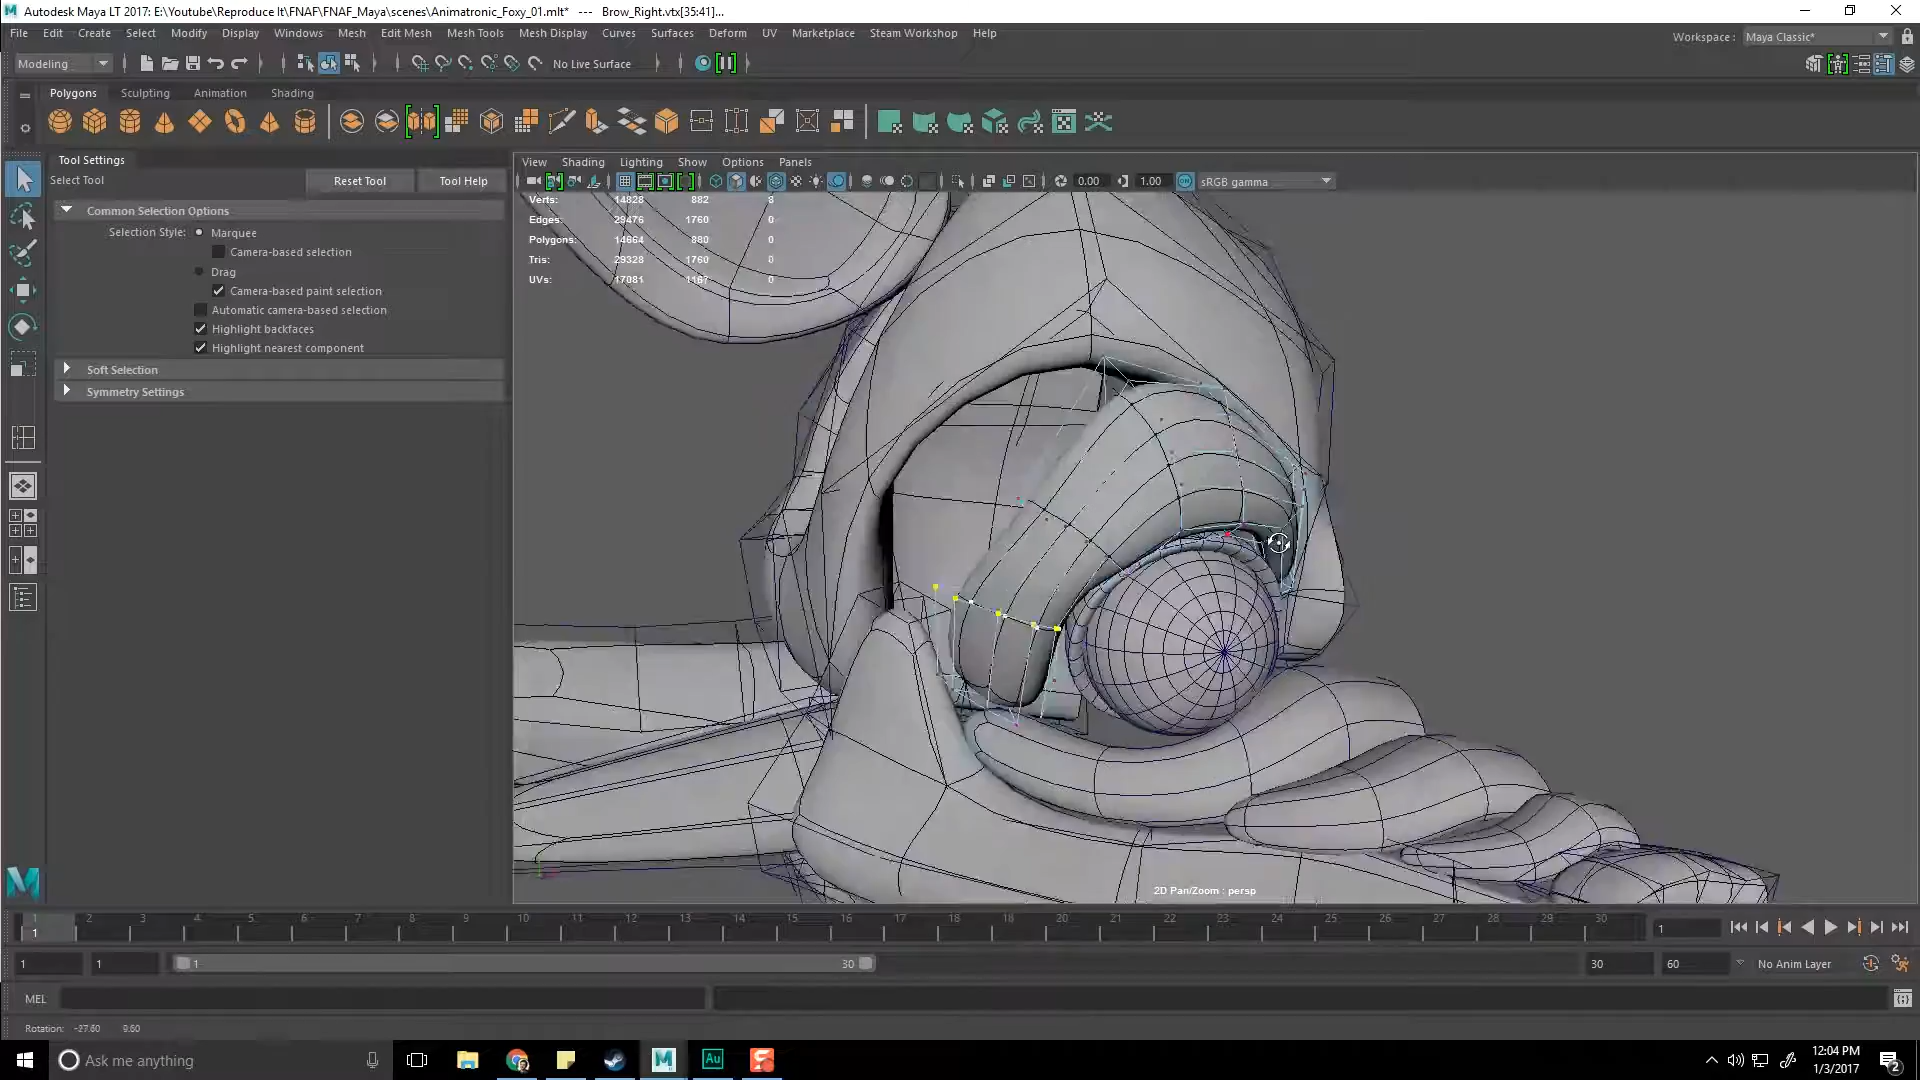 Autodesk Maya LT 2017: E:\Youtube\Reproduce It\FNAF\FNAF_Maya\scenes\Animatronic_Foxy_01.mlt* --- Brow_Right.vtx[35:41]...
File Edit Create Select Modify Display Windows Mesh Edit Mesh Mesh Tools Mesh Display Curves Surfaces Deform UV Marketplace Steam Workshop Help
Workspace : Maya Classic*
Modeling No Live Surface
Polygons Sculpting Animation Shading
Tool Settings
Select Tool Reset Tool Tool Help
Common Selection Options
Selection Style: Marquee
Camera-based selection
Drag
Camera-based paint selection
Automatic camera-based selection
Highlight backfaces
Highlight nearest component
Soft Selection
Symmetry Settings
View Shading Lighting Show Options Panels
0.00 1.00 ON sRGB gamma
Verts: 14828 882 8
Edges: 29476 1760 0
Polygons: 14664 880 0
Tris: 29328 1760 0
UVs: 17081 1167 0
2D Pan/Zoom : persp
1 2 3 4 5 6 7 8 9 10 11 12 13 14 15 16 17 18 19 20 21 22 23 24 25 26 27 28 29 30
1 1
1 1 1 30 30 60 No Anim Layer
MEL
Rotation: -27.60 9.60
Ask me anything
Au
12:04 PM
1/3/2017
2